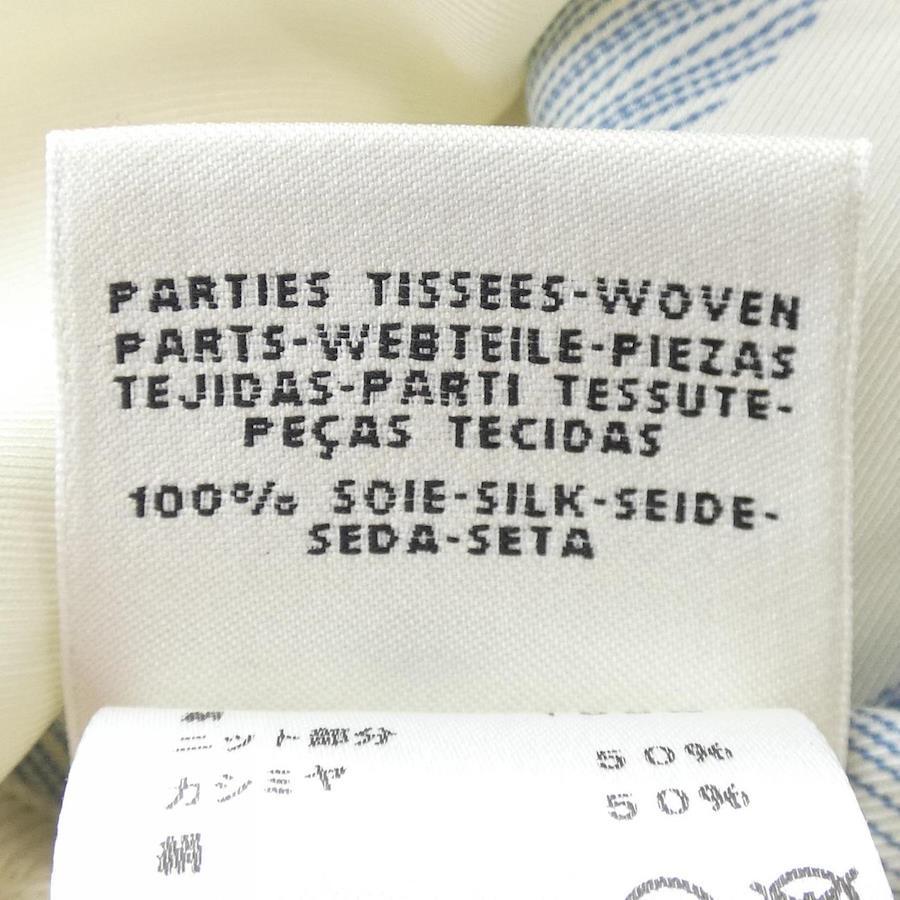 PARTIES TISSEES-WOVEN
PARTS-WEBTEILE-PIEZAS
TEJIDAS-PARTI TESSUTE-
PEÇAS TECIDAS
100% SOIE-SILK-SEIDE-
SEDA-SETA
ニット部分
カシミヤ 50%
絹 50%